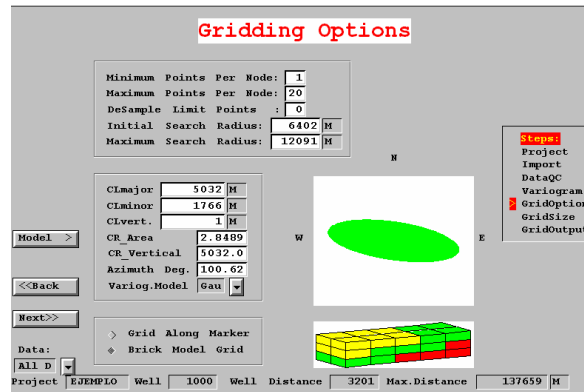 Gridding Options
Minimum Points Per Node: 1
Maximum Points Per Node: 20
DeSample Limit Points : 0
Initial Search Radius: 6402 M
Maximum Search Radius: 12091 M
CLmajor 5032 M
CLminor 1766 M
CLvert. 1 M
CR_Area 2.8489
CR_Vertical 5032.0
Azimuth Deg. 100.62
Variog.Model Gau
Model >
<<Back
Next>>
Data:
All D
Grid Along Marker
Brick Model Grid
N
W
E
Steps:
Project
Import
DataQC
Variogram
> GridOption
GridSize
GridOutput
Project EJEMPLO Well 1000 Well Distance 3201 Max.Distance 137659 M